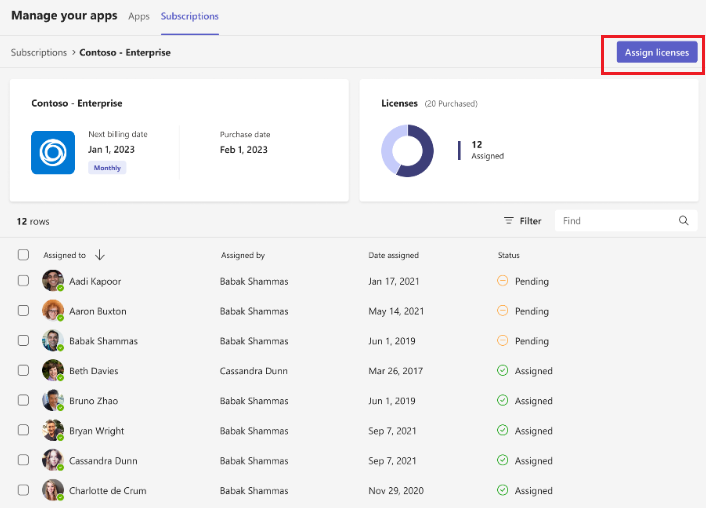 Manage your apps Apps Subscriptions
Subscriptions > Contoso - Enterprise Assign licenses
Contoso - Enterprise
Next billing date
Jan 1, 2023
Monthly
Purchase date
Feb 1, 2023
Licenses (20 Purchased)
12
Assigned
12 rows Filter Find
Assigned to Assigned by Date assigned Status
Aadi Kapoor Babak Shammas Jan 17, 2021 Pending
Aaron Buxton Babak Shammas May 14, 2021 Pending
Babak Shammas Babak Shammas Jun 1, 2019 Pending
Beth Davies Cassandra Dunn Mar 26, 2017 Assigned
Bruno Zhao Babak Shammas Jun 1, 2019 Assigned
Bryan Wright Babak Shammas Sep 7, 2021 Assigned
Cassandra Dunn Babak Shammas Sep 7, 2021 Assigned
Charlotte de Crum Babak Shammas Nov 29, 2020 Assigned